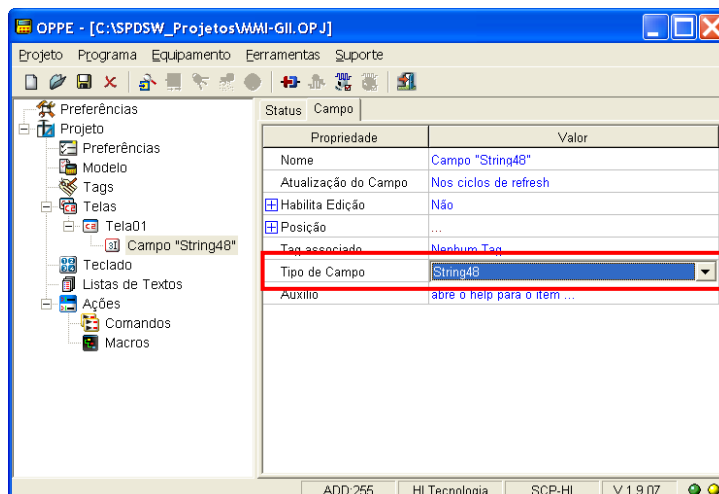 OPPE - [C:\SPDSW_Projetos\MMI-GII.OPJ]
Projeto Programa Equipamento Ferramentas Suporte
Preferências
Projeto
Preferências
Modelo
Tags
Telas
Tela01
Campo "String48"
Teclado
Listas de Textos
Ações
Comandos
Macros
Status Campo
Propriedade Valor
Nome Campo "String48"
Atualização do Campo Nos ciclos de refresh
Habilita Edição Não
Posição ...
Tag associado Nenhum Tag
Tipo de Campo String48
Auxílio abre o help para o item ...
ADD:255 HI Tecnologia SCP-HI V 1.9.07